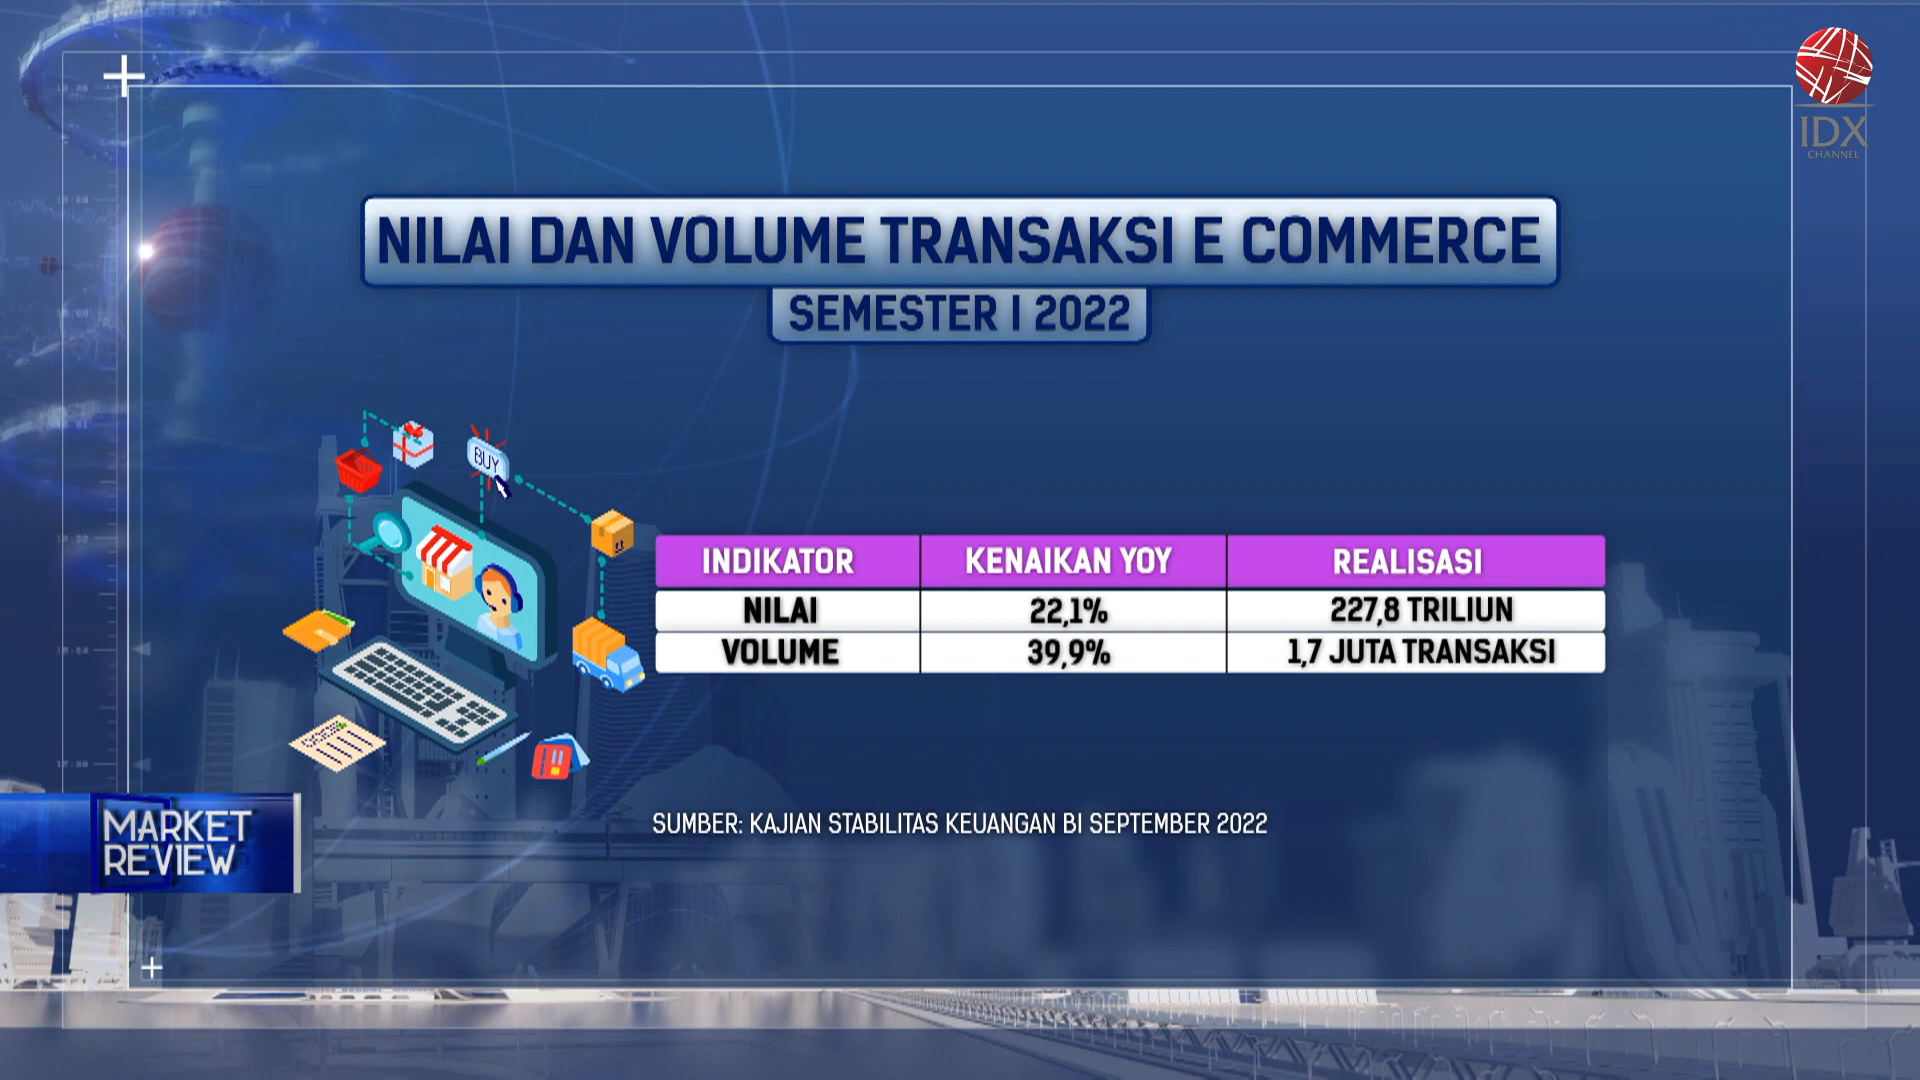 IDX
CHANNEL
NILAI DAN VOLUME TRANSAKSI E COMMERCE
SEMESTER I 2022
BUY
INDIKATOR KENAIKAN YOY REALISASI
NILAI 22,1% 227,8 TRILIUN
VOLUME 39,9% 1,7 JUTA TRANSAKSI
SUMBER: KAJIAN STABILITAS KEUANGAN BI SEPTEMBER 2022
MARKET
REVIEW